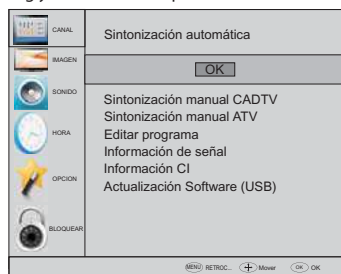 CANAL
IMAGEN
SONIDO
HORA
OPCION
BLOQUEAR
Sintonización automática
OK
Sintonización manual CADTV
Sintonización manual ATV
Editar programa
Información de señal
Información CI
Actualización Software (USB)
MENU RETROC... Mover OK OK